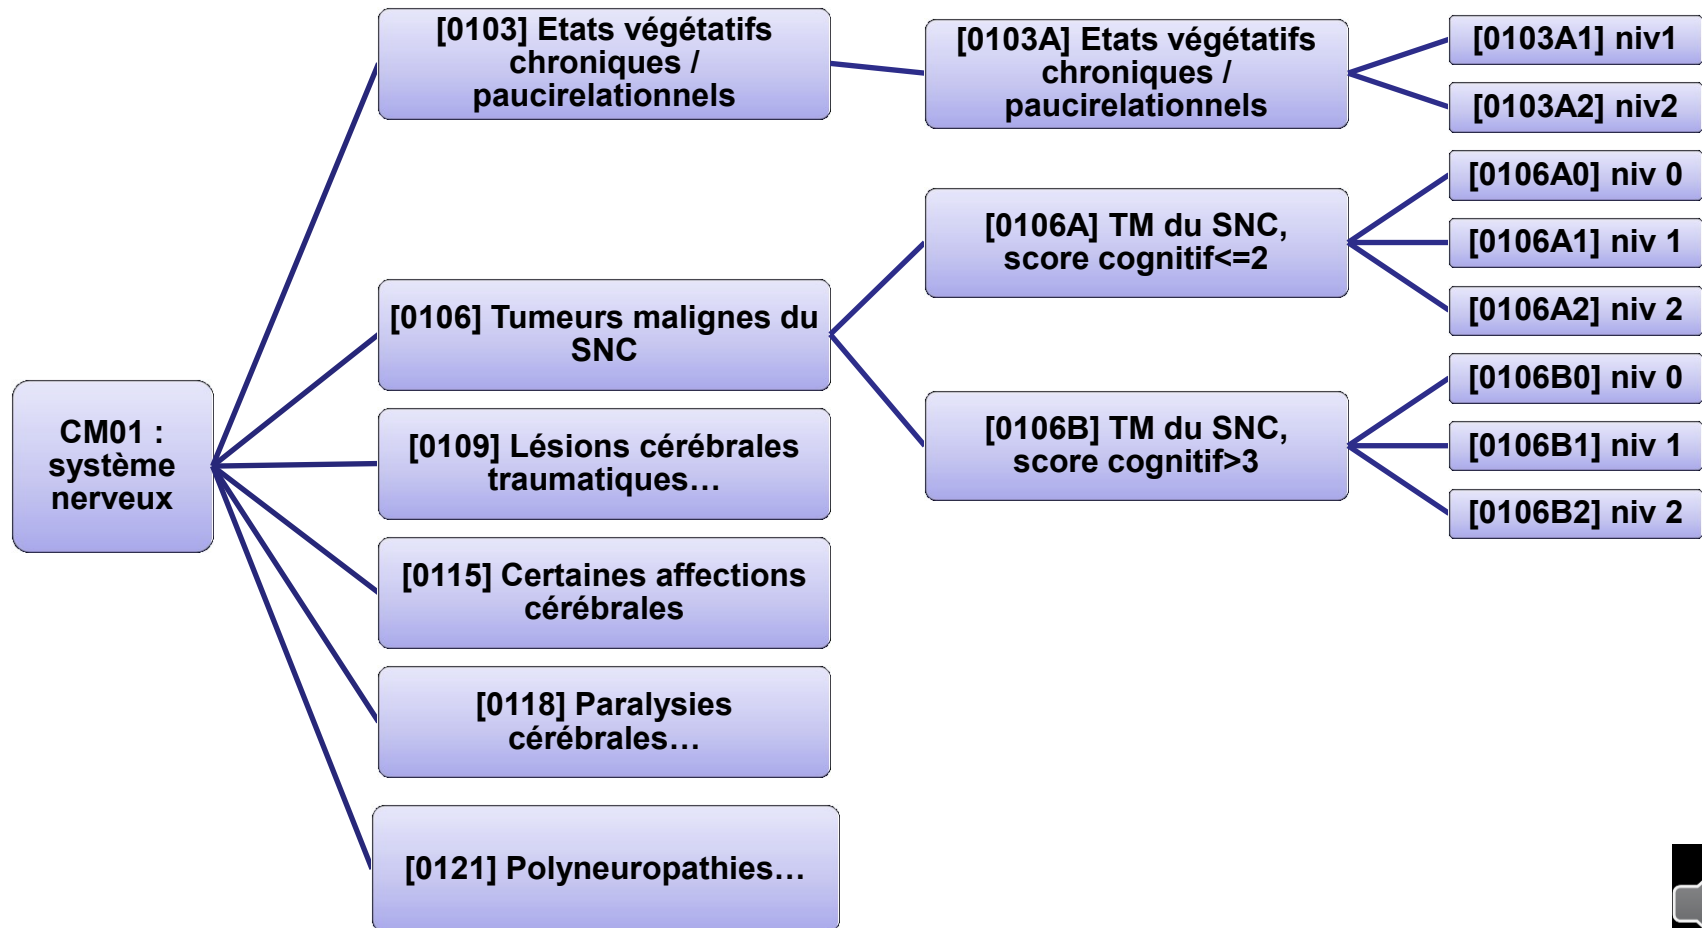 CM01 :
système
nerveux
[0103] Etats végétatifs
chroniques /
paucirelationnels
[0103A] Etats végétatifs
chroniques /
paucirelationnels
[0103A1] niv1
[0103A2] niv2
[0106] Tumeurs malignes du
SNC
[0106A] TM du SNC,
score cognitif<=2
[0106A0] niv 0
[0106A1] niv 1
[0106A2] niv 2
[0106B] TM du SNC,
score cognitif>3
[0106B0] niv 0
[0106B1] niv 1
[0106B2] niv 2
[0109] Lésions cérébrales
traumatiques…
[0115] Certaines affections
cérébrales
[0118] Paralysies
cérébrales…
[0121] Polyneuropathies…